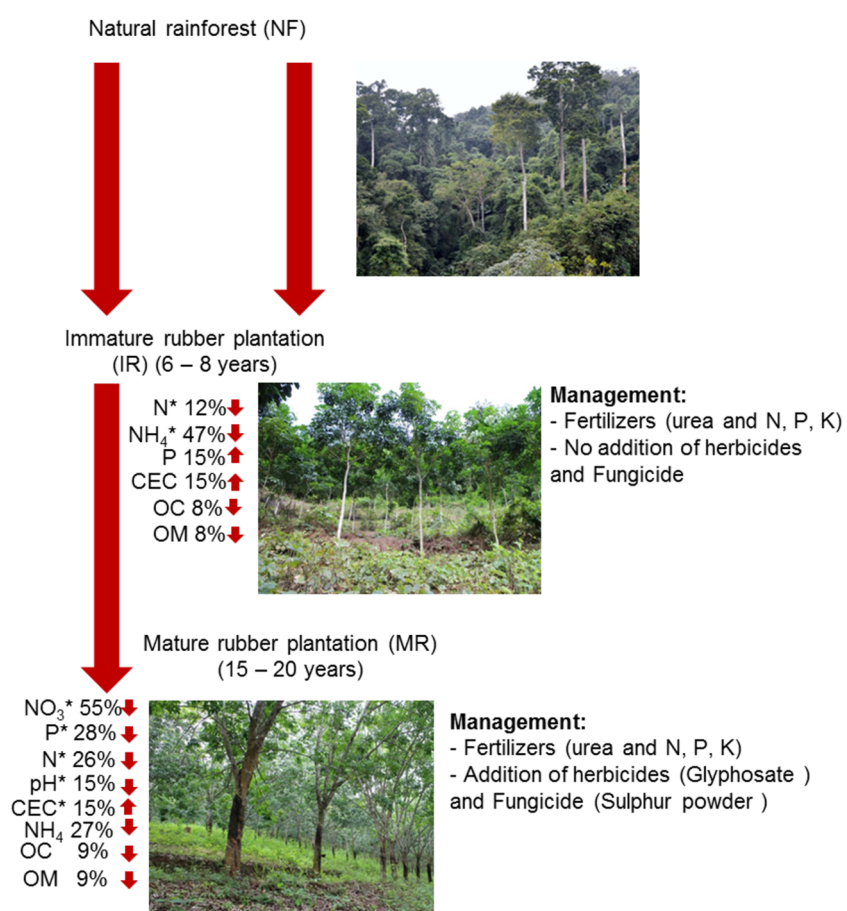 Natural rainforest (NF)
Immature rubber plantation
(IR) (6 – 8 years)
N* 12%
NH₄* 47%
P 15%
CEC 15%
OC 8%
OM 8%
Management:
- Fertilizers (urea and N, P, K)
- No addition of herbicides
and Fungicide
Mature rubber plantation (MR)
(15 – 20 years)
NO₃* 55%
P* 28%
N* 26%
pH* 15%
CEC* 15%
NH₄ 27%
OC 9%
OM 9%
Management:
- Fertilizers (urea and N, P, K)
- Addition of herbicides (Glyphosate )
and Fungicide (Sulphur powder )